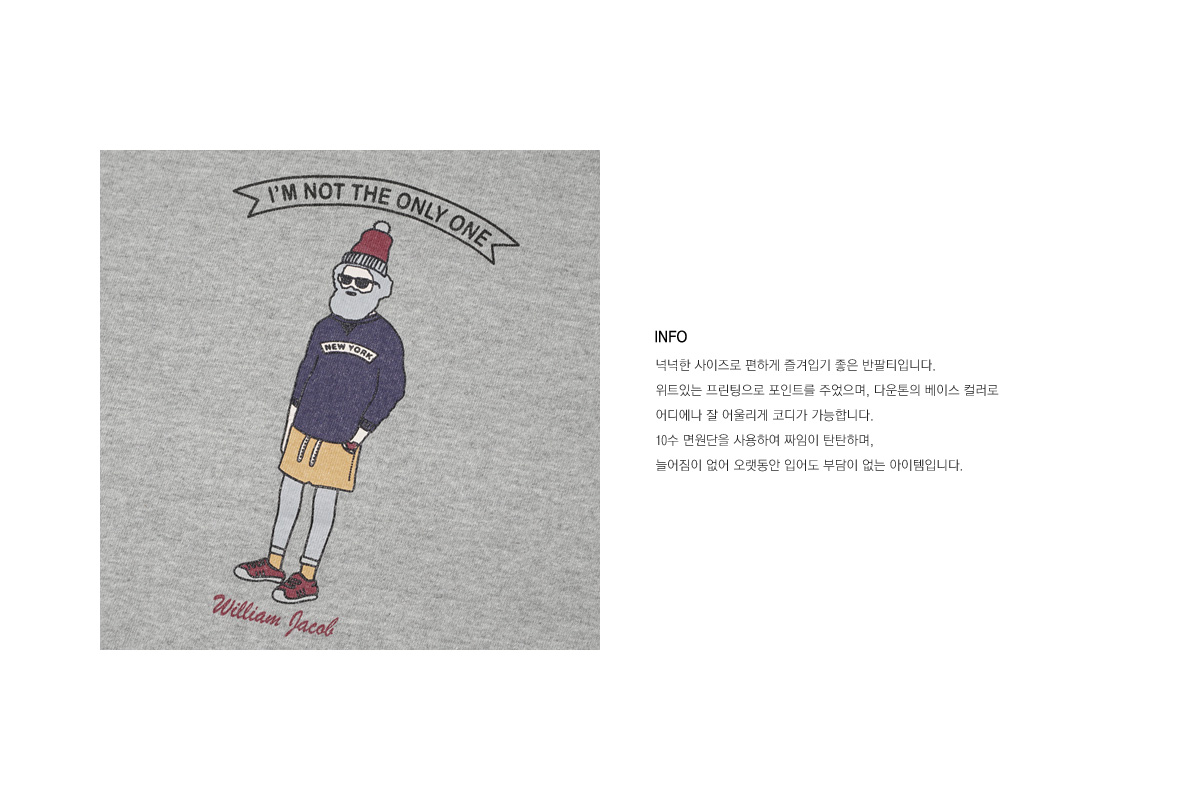 I'M NOT THE ONLY ONE
NEW YORK
William Jacob
INFO
넉넉한 사이즈로 편하게 즐겨입기 좋은 반팔티입니다.
위트있는 프린팅으로 포인트를 주었으며, 다운톤의 베이스 컬러로
어디에나 잘 어울리게 코디가 가능합니다.
10수 면원단을 사용하여 짜임이 탄탄하며,
늘어짐이 없어 오랫동안 입어도 부담이 없는 아이템입니다.